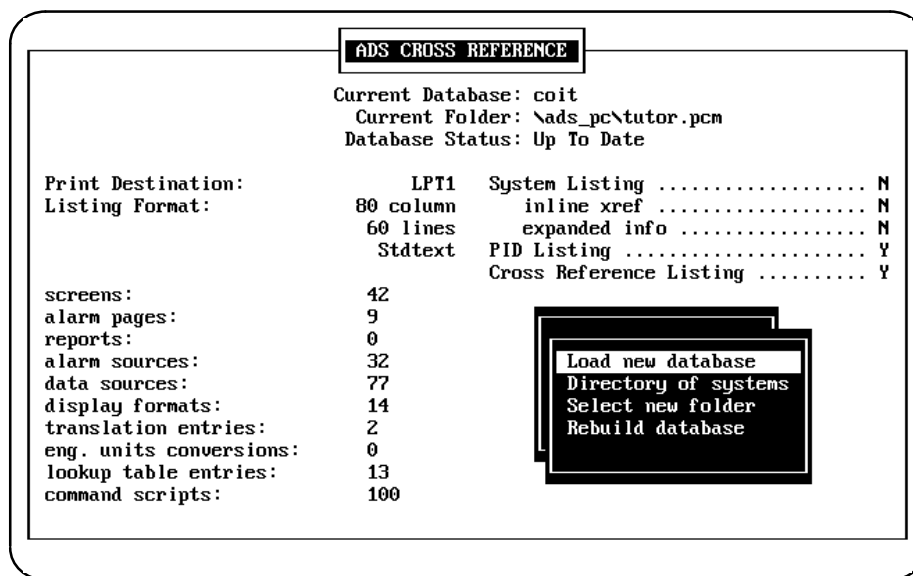 ADS CROSS REFERENCE
Current Database: coit
Current Folder: \ads_pc\tutor.pcm
Database Status: Up To Date
Print Destination: LPT1
Listing Format: 80 column
60 lines
Stdtext
System Listing ................... N
inline xref ................... N
expanded info ................. N
PID Listing ...................... Y
Cross Reference Listing .......... Y
screens: 42
alarm pages: 9
reports: 0
alarm sources: 32
data sources: 77
display formats: 14
translation entries: 2
eng. units conversions: 0
lookup table entries: 13
command scripts: 100
Load new database
Directory of systems
Select new folder
Rebuild database